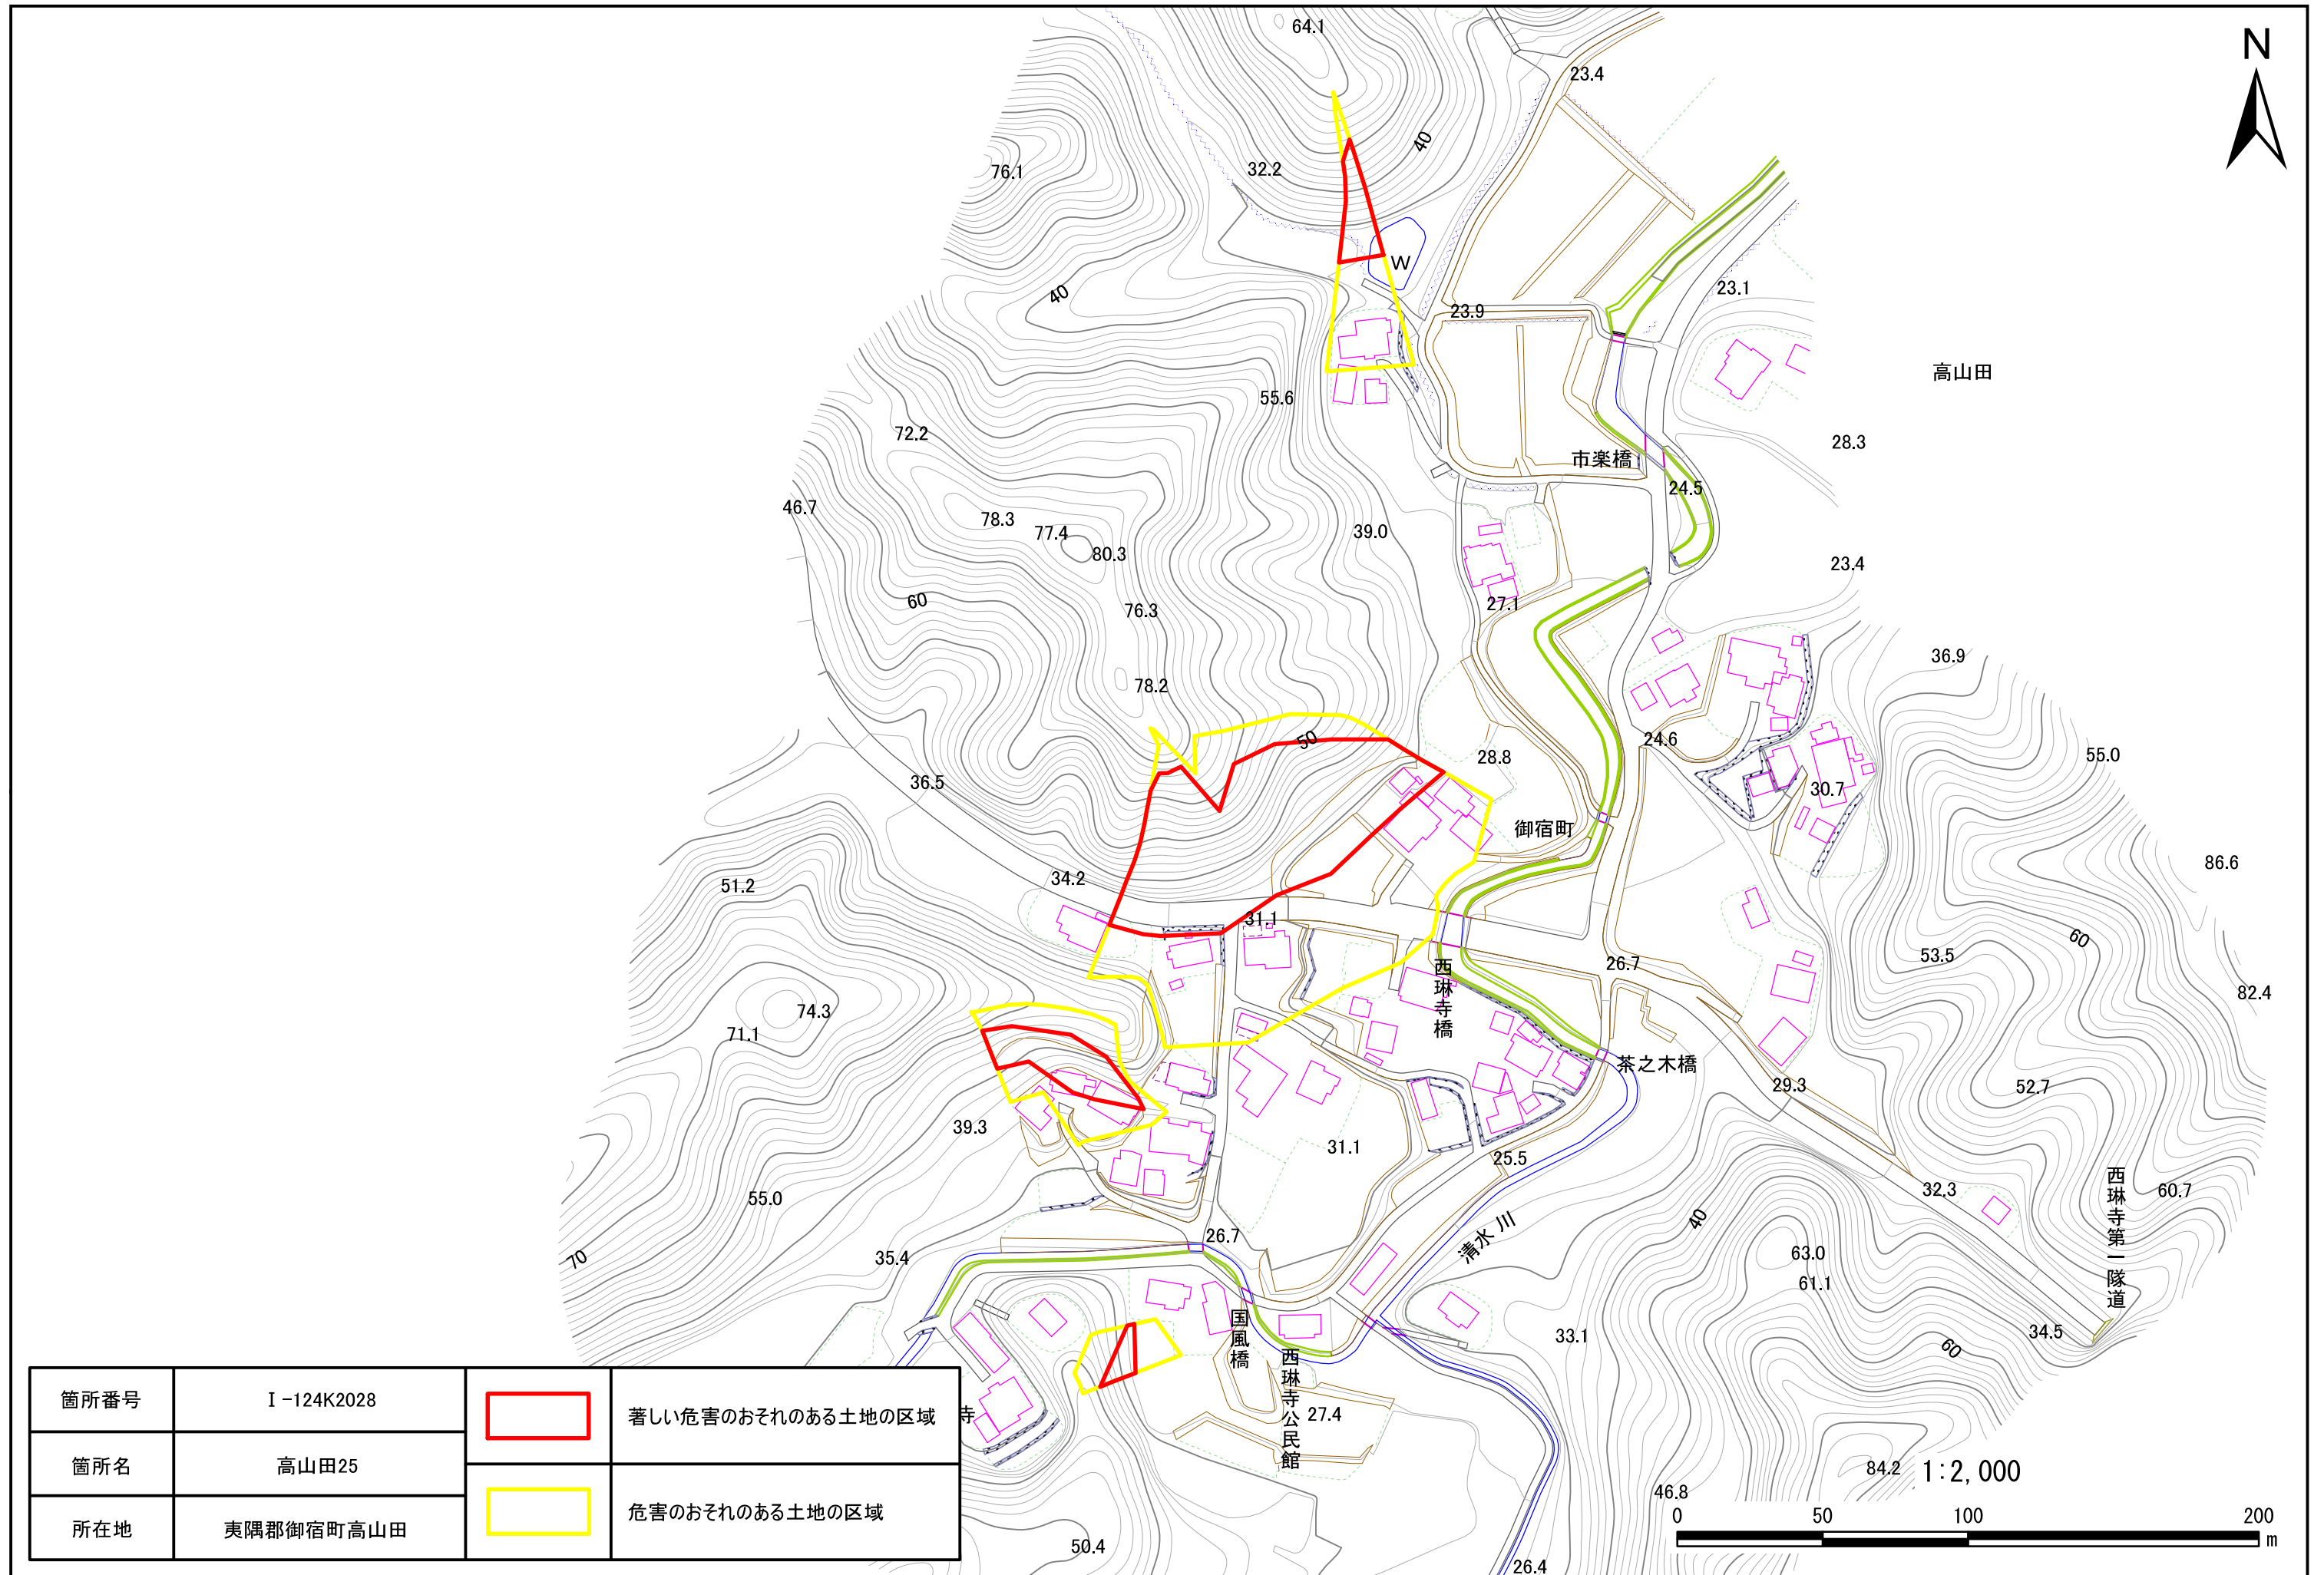 64.1
N
23.4
40
76.1
32.2
W
40
23.1
23.9
高山田
55.6
72.2
28.3
市楽橋
24.5
46.7
78.3
39.0
77.4
80.3
23.4
60
76.3
27.1
36.9
78.2
50
24.6
28.8
55.0
36.5
30.7
御宿町
86.6
34.2
51.2
31.1
60
53.5
26.7
西琳寺橋
82.4
74.3
71.1
茶之木橋
29.3
52.7
39.3
31.1
25.5
32.3
60.7
西琳寺第一隧道
55.0
40
清水川
26.7
63.0
35.4
70
61.1
国風橋
34.5
33.1
60
西琳寺公民館
箇所番号
Ⅰ-124K2028
著しい危害のおそれのある土地の区域
寺
27.4
箇所名
高山田25
84.2
1:2,000
46.8
危害のおそれのある土地の区域
所在地
夷隅郡御宿町高山田
0 50 100 200
m
50.4
26.4